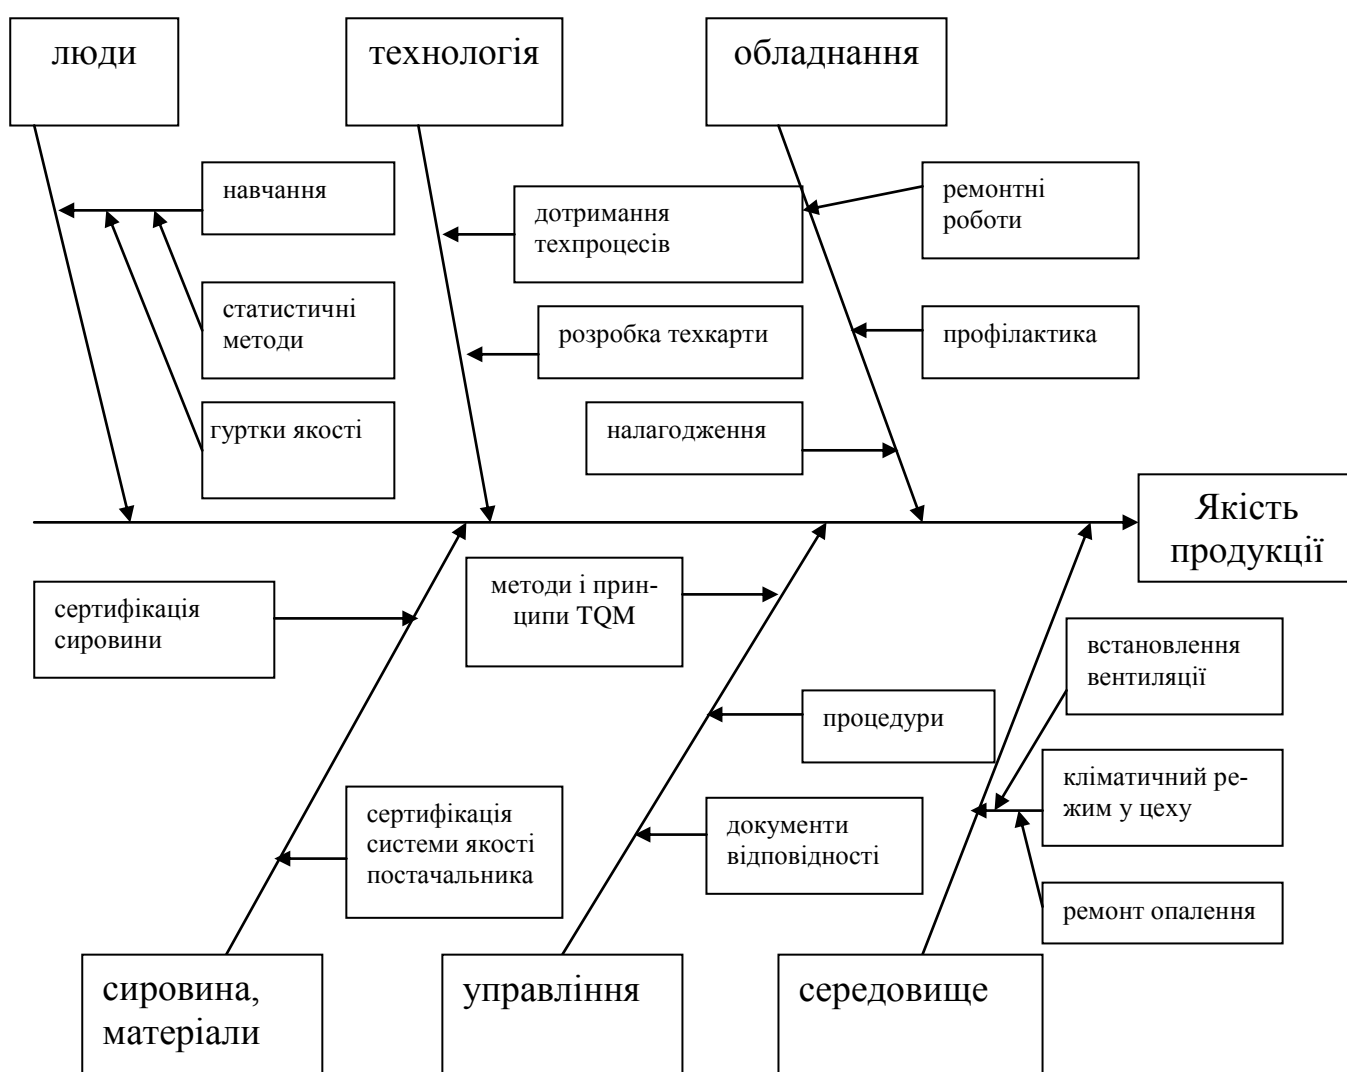 люди
технологія
обладнання
навчання
дотримання
техпроцесів
ремонтні
роботи
статистичні
методи
розробка техкарти
профілактика
гуртки якості
налагодження
Якість
продукції
сертифікація
сировини
методи і прин-
ципи TQM
встановлення
вентиляції
процедури
кліматичний ре-
жим у цеху
сертифікація
системи якості
постачальника
документи
відповідності
ремонт опалення
сировина,
матеріали
управління
середовище